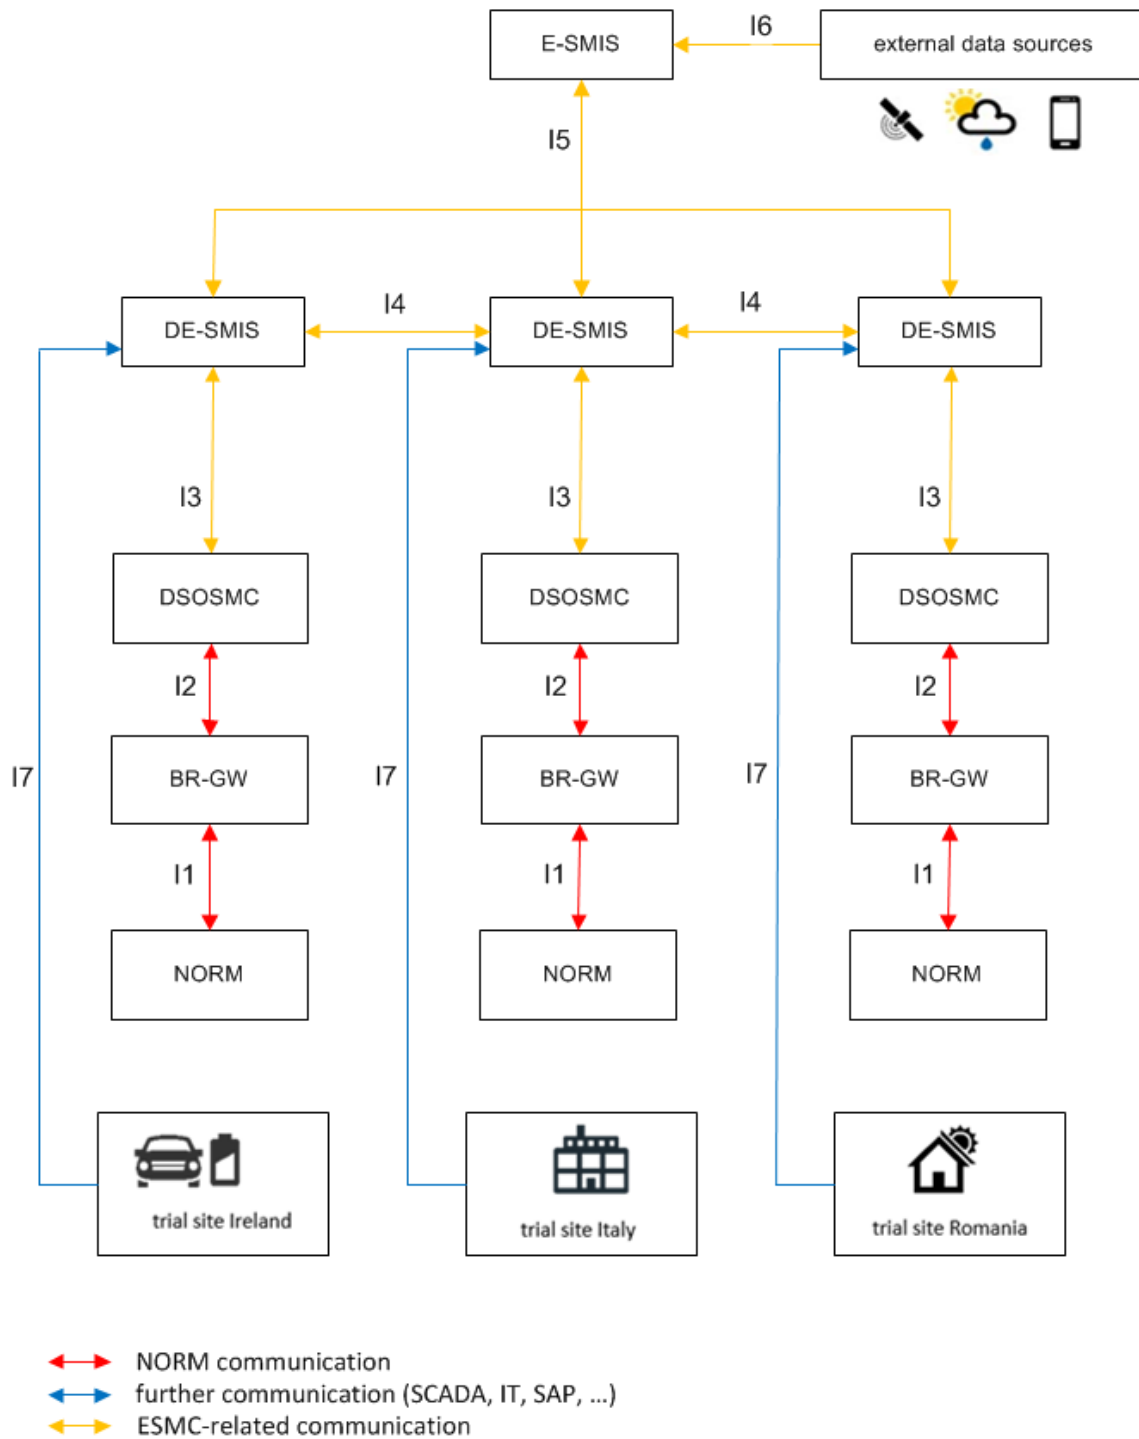 E-SMIS
I6
external data sources
I5
I4
I4
DE-SMIS
DE-SMIS
DE-SMIS
I3
I3
I3
DSOSMC
DSOSMC
DSOSMC
I2
I2
I2
I7
BR-GW
I7
BR-GW
I7
BR-GW
I1
I1
I1
NORM
NORM
NORM
trial site Ireland
trial site Italy
trial site Romania
NORM communication
further communication (SCADA, IT, SAP, ...)
ESMC-related communication